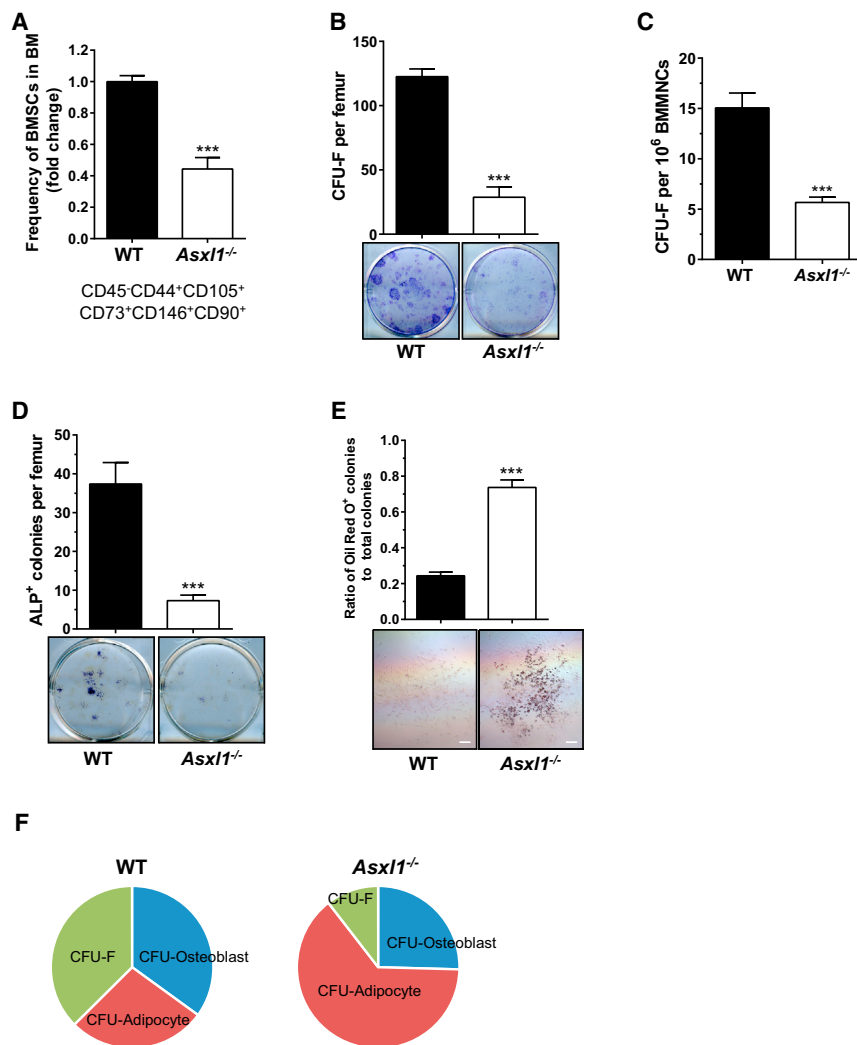 A
Frequency of BMSCs in BM
(fold change)
1.2
1.0
0.8
0.6
0.4
0.2
0.0
***
WT
Asxl1-/-
CD45-CD44+CD105+
CD73+CD146+CD90+
B
CFU-F per femur
150
100
50
0
***
WT
Asxl1-/-
C
CFU-F per 10⁶ BMMNCs
20
15
10
5
0
***
WT
Asxl1-/-
D
ALP+ colonies per femur
50
40
30
20
10
0
***
WT
Asxl1-/-
E
Ratio of Oil Red O+ colonies
to total colonies
1.0
0.8
0.6
0.4
0.2
0.0
***
WT
Asxl1-/-
F
WT
CFU-F
CFU-Osteoblast
CFU-Adipocyte
Asxl1-/-
CFU-F
CFU-Osteoblast
CFU-Adipocyte